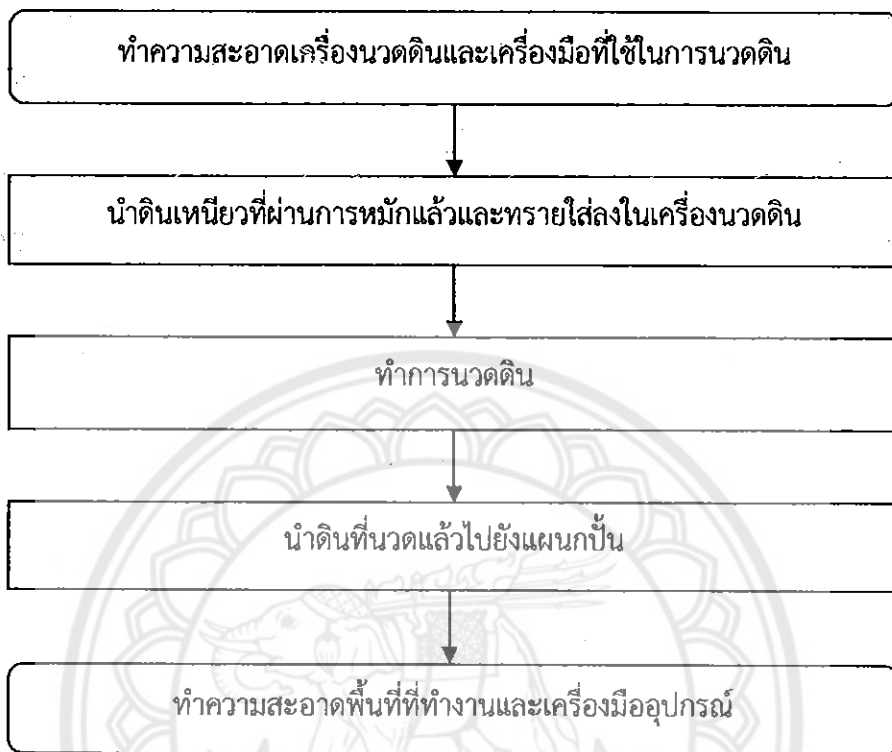 ทำความสะอาดเครื่องนวดดินและเครื่องมือที่ใช้ในการนวดดิน
นำดินเหนียวที่ผ่านการหมักแล้วและทรายใส่ลงในเครื่องนวดดิน
ทำการนวดดิน
นำดินที่นวดแล้วไปยังแผนกปั้น
ทำความสะอาดพื้นที่ที่ทำงานและเครื่องมืออุปกรณ์